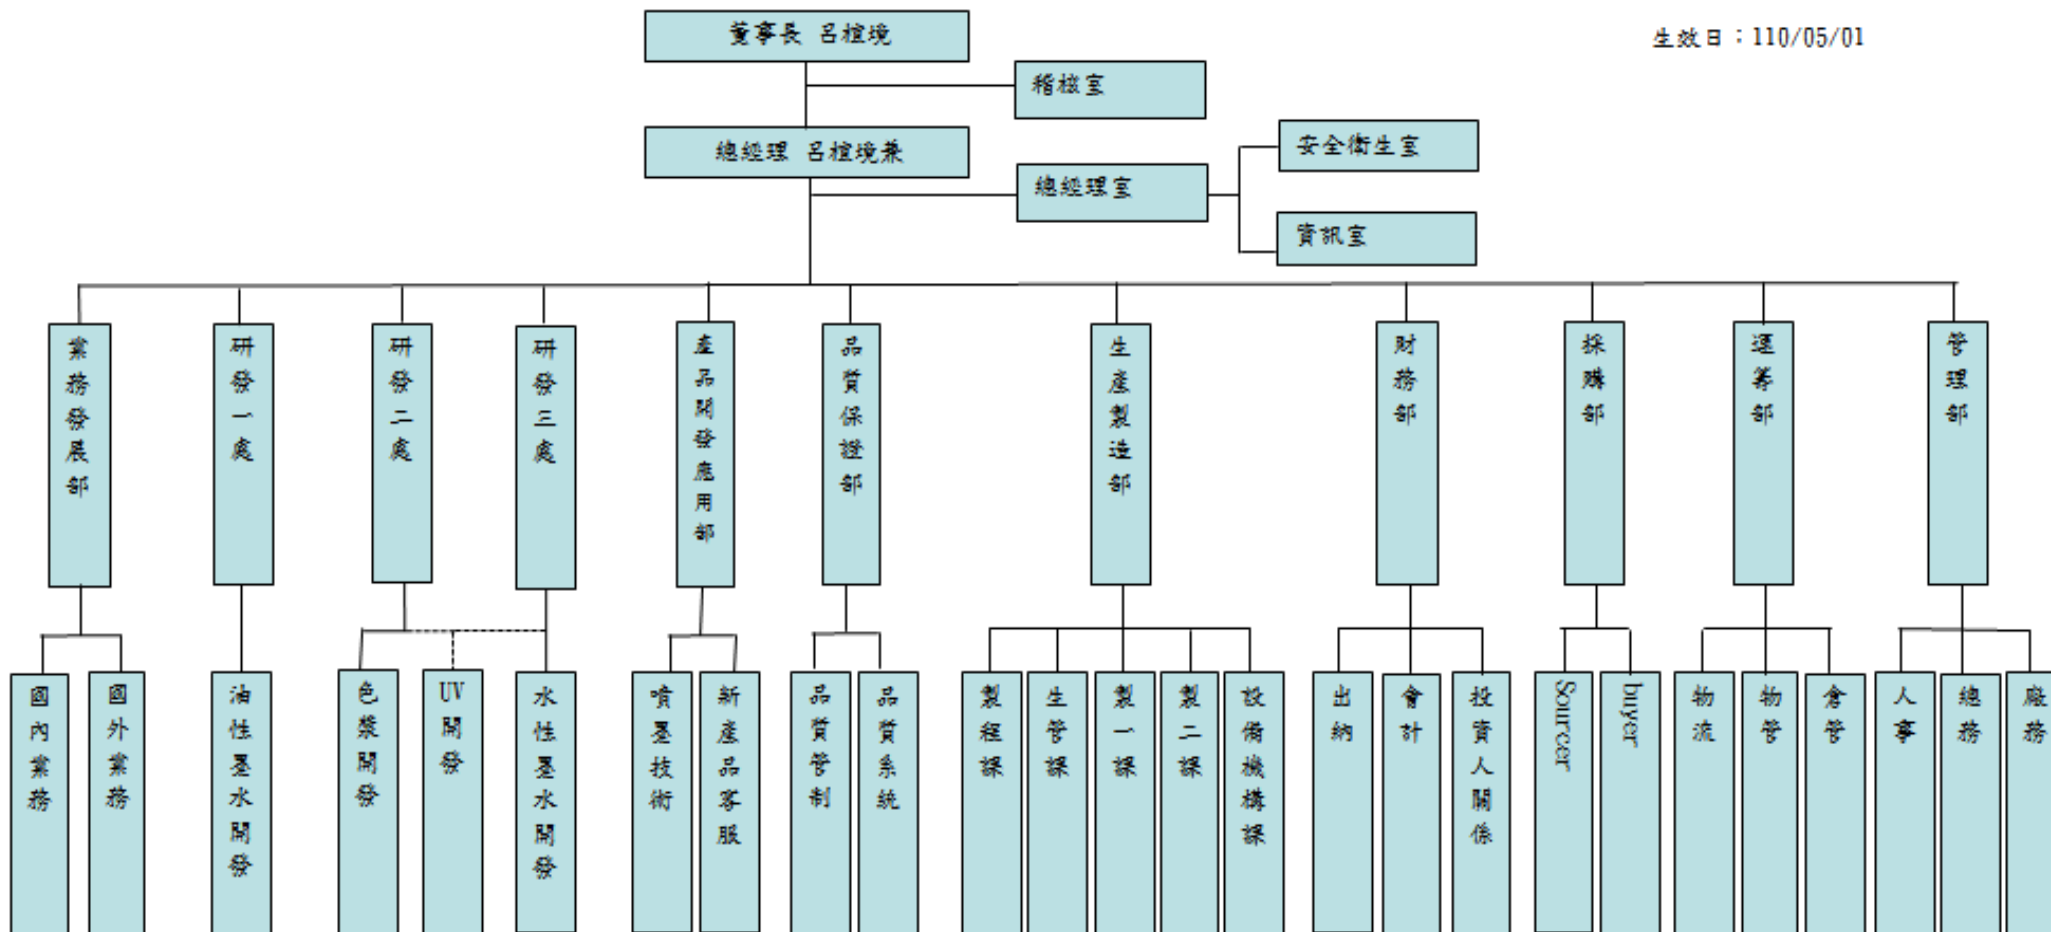 董事長 呂楦境
生效日：110/05/01
稽核室
總經理 呂楦境兼
安全衛生室
總經理室
資訊室
業務發展部
研發一處
研發二處
研發三處
產品開發應用部
品質保證部
生產製造部
財務部
採購部
運籌部
管理部
國內業務
國外業務
油性墨水開發
色漿開發
UV開發
水性墨水開發
噴墨技術
新產品客服
品質管制
品質系統
製程課
生管課
製一課
製二課
設備機構課
出納
會計
投資人關係
Sourcer
buyer
物流
物管
倉管
人事
總務
廠務